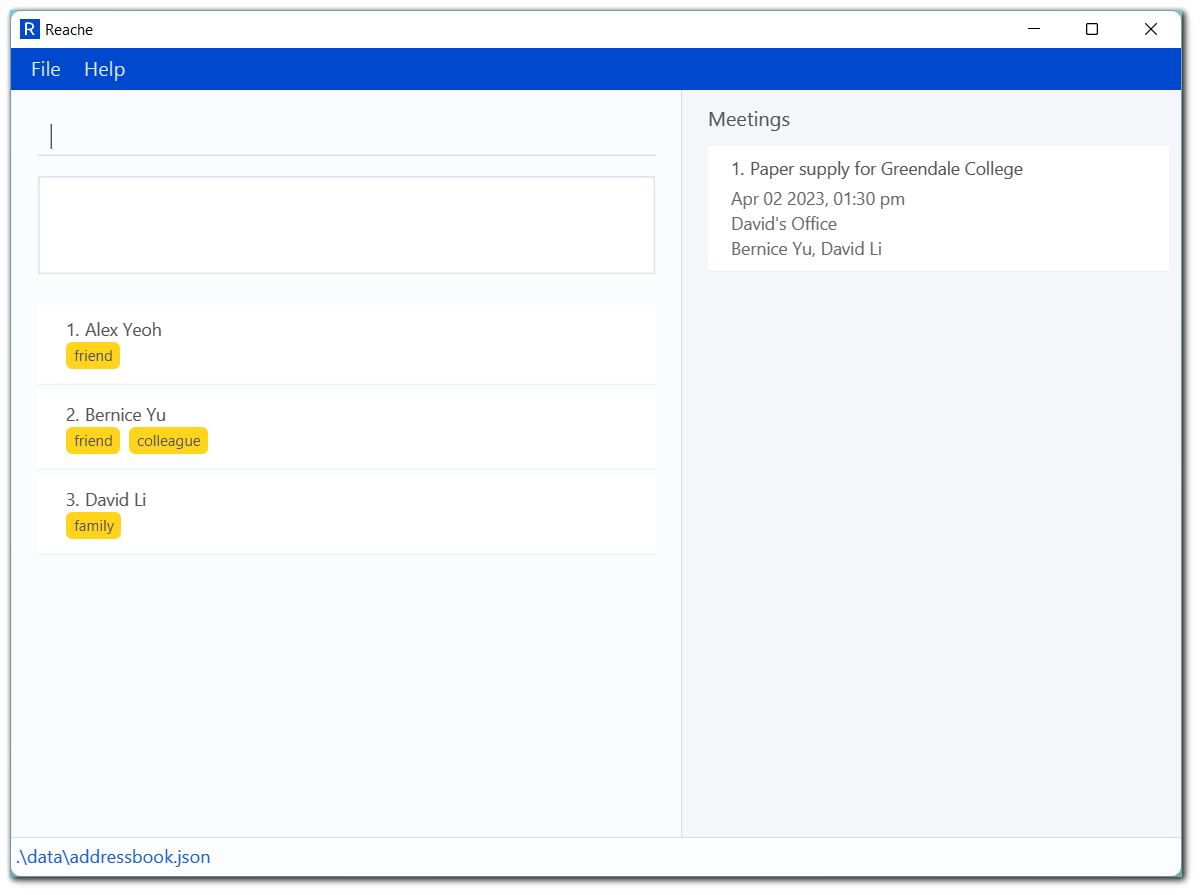 R Reache
File Help
1. Alex Yeoh
friend
2. Bernice Yu
friend colleague
3. David Li
family
Meetings
1. Paper supply for Greendale College
Apr 02 2023, 01:30 pm
David's Office
Bernice Yu, David Li
.\data\addressbook.json